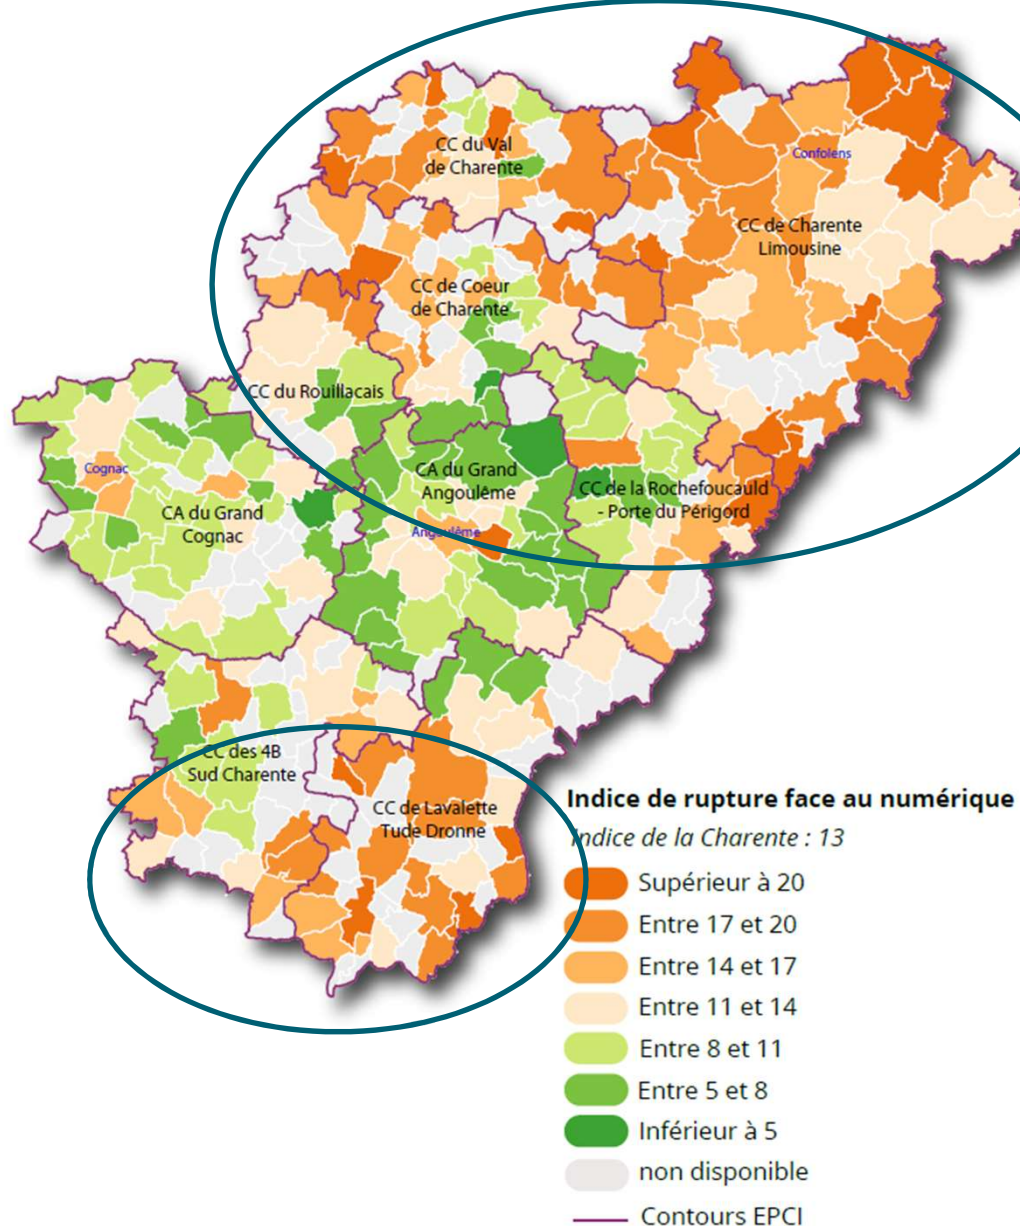 CC du Val
de Charente
Confolens
CC de Charente
Limousine
CC de Coeur
de Charente
CC du Rouillacais
Cognac
CA du Grand
Angoulême
CC de la Rochefoucauld
- Porte du Périgord
CA du Grand
Cognac
Angoulême
CC des 4B
Sud Charente
CC de Lavalette
Tude Dronne
Indice de rupture face au numérique
Indice de la Charente : 13
Supérieur à 20
Entre 17 et 20
Entre 14 et 17
Entre 11 et 14
Entre 8 et 11
Entre 5 et 8
Inférieur à 5
non disponible
Contours EPCI